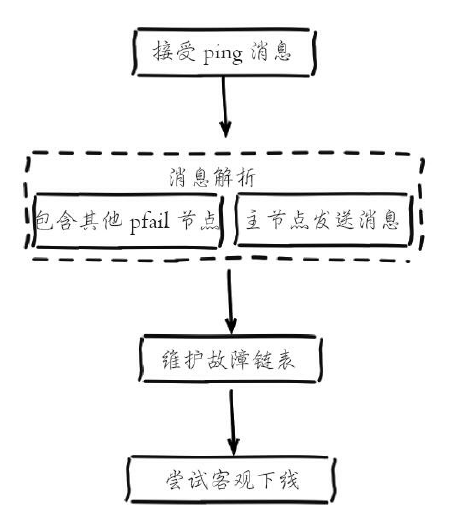 接受 ping 消息
消息解折
包含其他 pfail 节点
主节点发送消息
维护故障链表
尝试客观下线